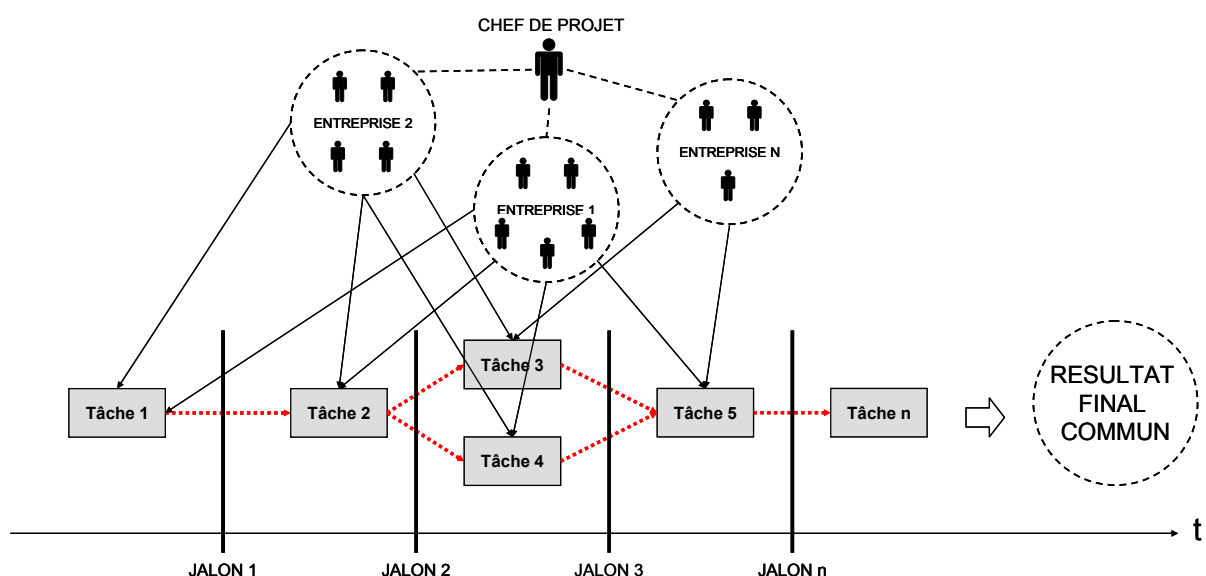 CHEF DE PROJET
ENTREPRISE 2
ENTREPRISE N
ENTREPRISE 1
Tâche 1
Tâche 2
Tâche 3
Tâche 4
Tâche 5
Tâche n
RESULTAT
FINAL
COMMUN
t
JALON 1
JALON 2
JALON 3
JALON n